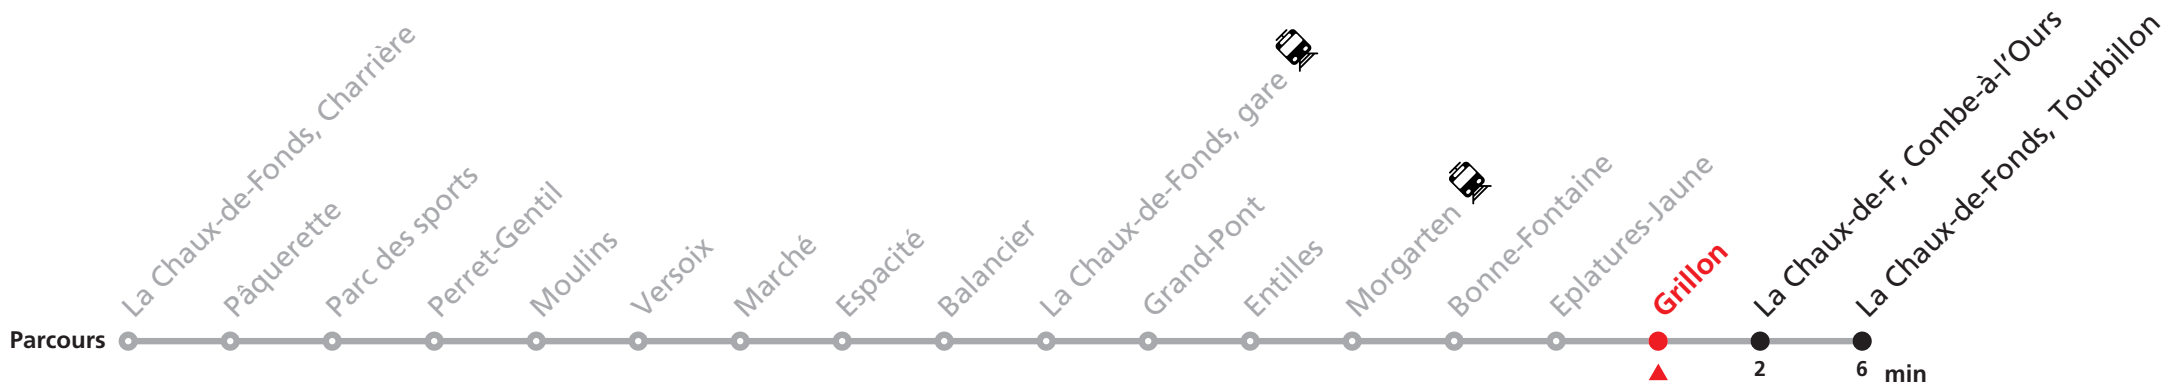 La Chaux-de-Fonds, Charrière
Pâquerette
Parc des sports
Perret-Gentil
Moulins
Versoix
Marché
Espacité
Balancier
La Chaux-de-Fonds, gare
Grand-Pont
Entilles
Morgarten
Bonne-Fontaine
Eplatures-Jaune
Grillon
La Chaux-de-F, Combe-à-l'Ours
La Chaux-de-Fonds, Tourbillon
Parcours
2 6 min